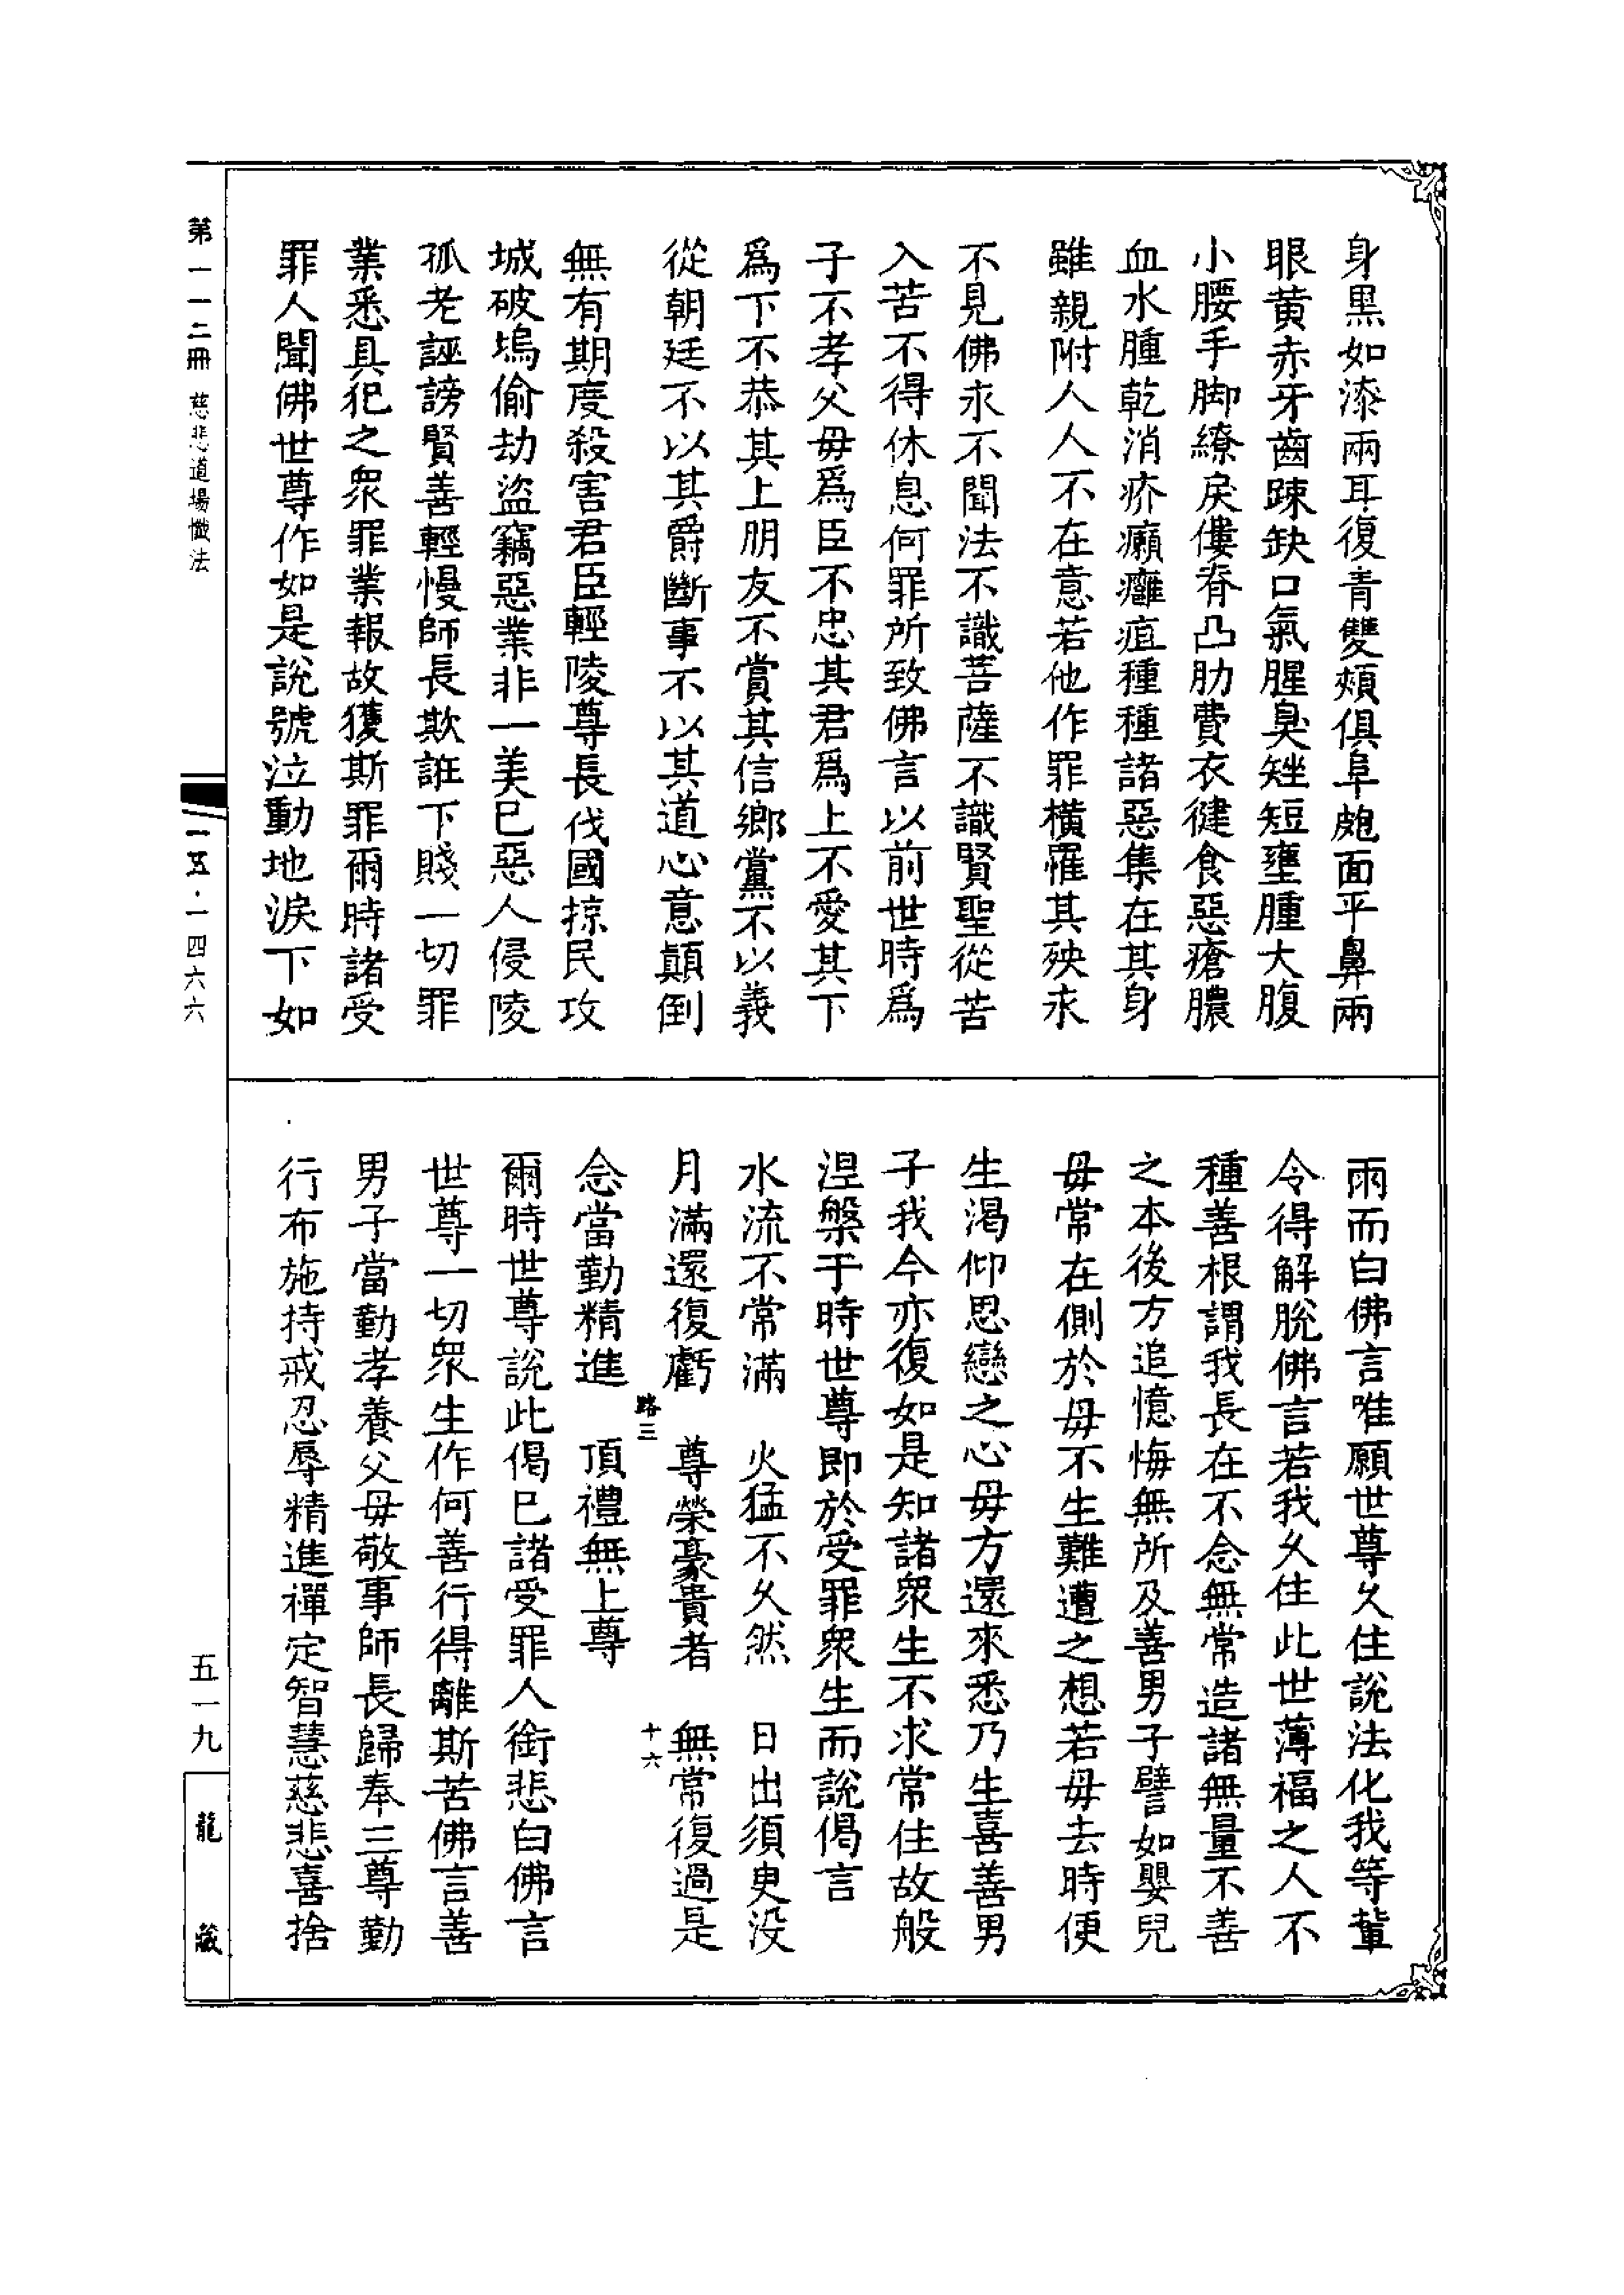 身黒如漆兩耳復青雙頰俱阜皰面平鼻兩
眼黄赤牙齒踈缺口氣腥臭矬短壅腫大腹
小腰手脚繚戾僂脊凸肋費衣健食惡瘡膿
血水腫乾消疥癩癰疽種種諸惡集在其身
雖親附人人不在意若他作罪橫罹其殃永
不見佛永不聞法不識菩薩不識賢聖從苦
入苦不得休息何罪所致佛言以前世時爲
子不孝父毋爲臣不忠其君爲上不愛其下
爲下不恭其上朋友不賞其信鄉黨不以義
從朝廷不以其爵斷事不以其道心意顛倒
無有期度殺害君臣輕陵尊長伐國掠民攻
城破塢偷劫盜竊惡業非一美已惡人侵陵
孤老誣謗賢善輕慢師長欺誑下賤一切罪
業悉具犯之衆罪業報故獲斯罪爾時諸受
罪人聞佛世尊作如是說號泣動地淚下如
雨而白佛言唯願世尊久住說法化我等輩
令得解脫佛言若我久住此世薄福之人不
種善根謂我長在不念無常造諸無量不善
之本後方追憶悔無所及善男子譬如嬰兒
毋常在側於毋不生難遭之想若毋去時便
生渴仰思戀之心毋方還來悉乃生喜善男
子我今亦復如是知諸衆生不求常住故般
涅槃于時世尊即於受罪衆生而說偈言
水流不常滿　火猛不久然　日出須臾没
月滿還復虧　尊榮豪貴者　無常復過是
念當勤精進　頂禮無上尊
路三　十六
爾時世尊說此偈已諸受罪人銜悲白佛言
世尊一切衆生作何善行得離斯苦佛言善
男子當勤孝養父毋敬事師長歸奉三尊勤
行布施持戒忍辱精進禪定智慧慈悲喜捨
第一一二冊　慈悲道場懺法
一五·一四六六
五一九
龍藏